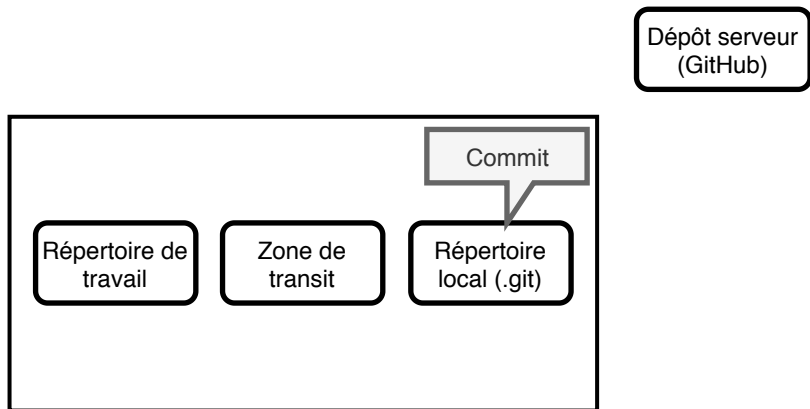 Dépôt serveur
(GitHub)
Commit
Répertoire de
travail
Zone de
transit
Répertoire
local (.git)